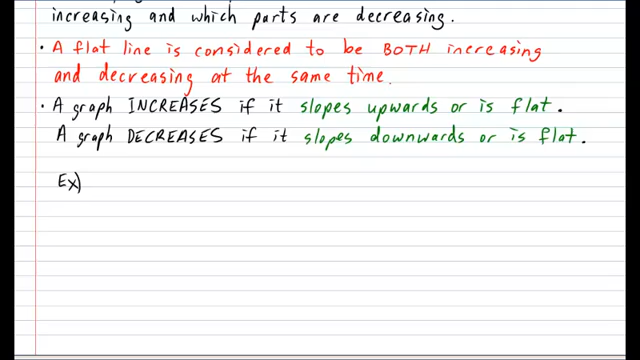 increasing and which parts are decreasing.
• A flat line is considered to be BOTH increasing
and decreasing at the same time.
• A graph INCREASES if it slopes upwards or is flat.
A graph DECREASES if it slopes downwards or is flat.
Ex)